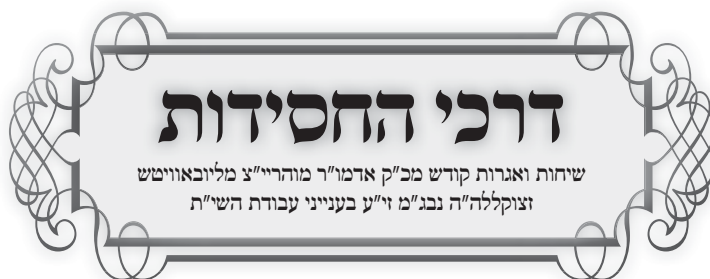 דרכי החסידות
שיחות ואגרות קודש מכ"ק אדמו"ר מוהריי"צ מליובאוויטש
זצוקללה"ה נבג"מ זי"ע בענייני עבודת השי"ת